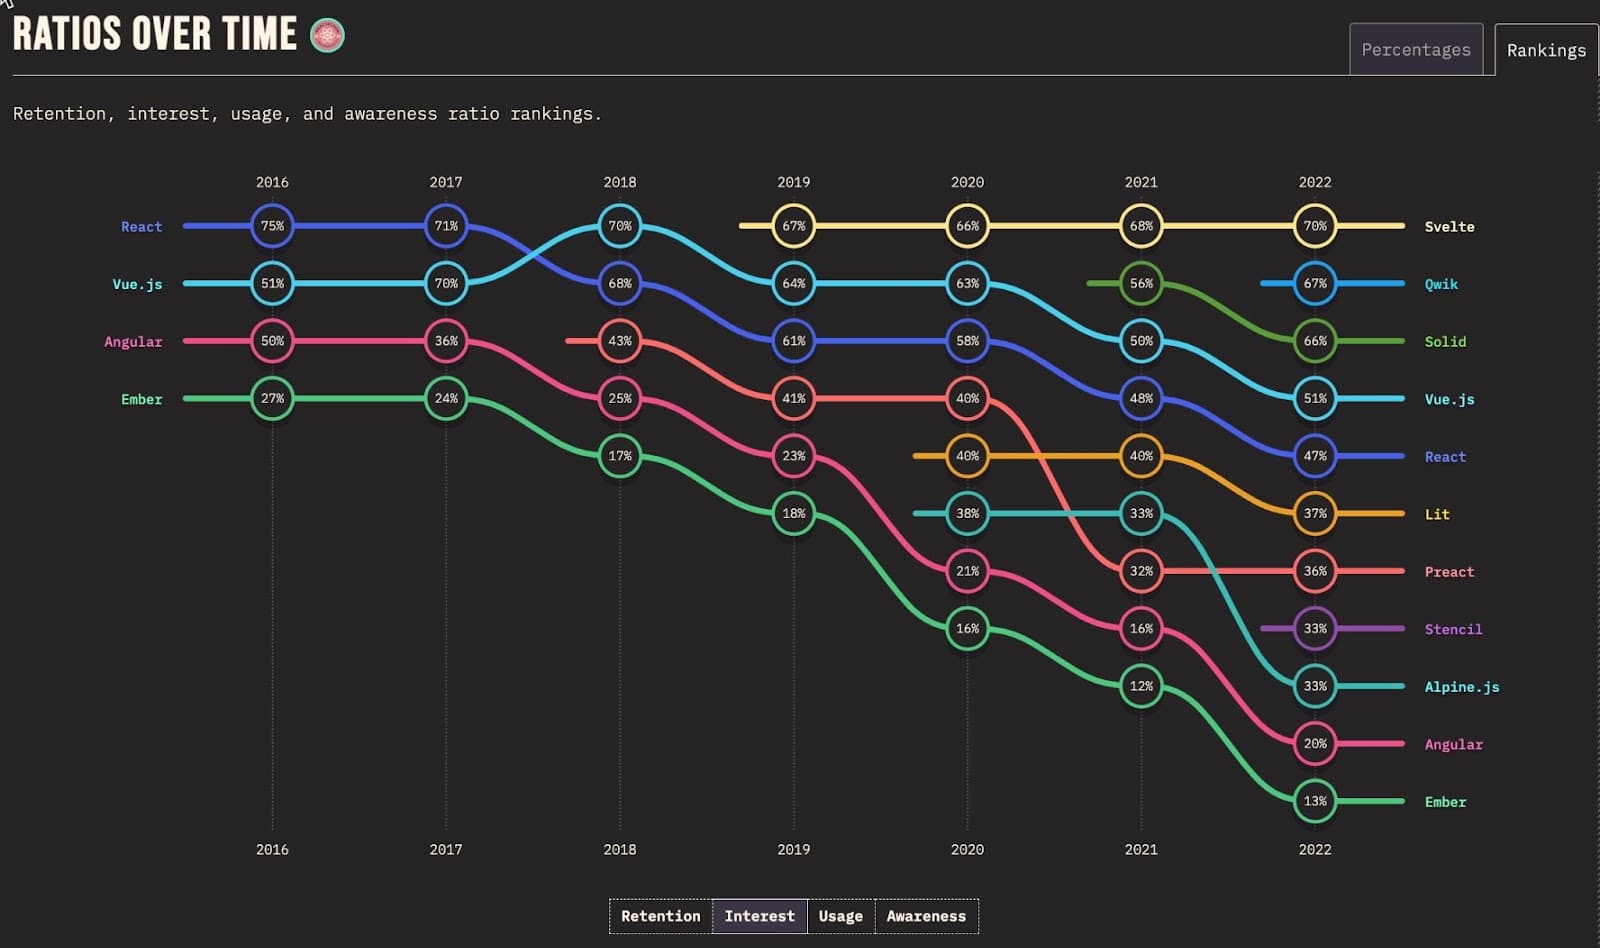 RATIOS OVER TIME
Percentages
Rankings
Retention, interest, usage, and awareness ratio rankings.
2016 2017 2018 2019 2020 2021 2022
React 75% 71% 70% 67% 66% 68% 70% Svelte
Vue.js 51% 70% 68% 64% 63% 56% 67% Qwik
Angular 50% 36% 43% 61% 58% 50% 66% Solid
Ember 27% 24% 25% 41% 40% 48% 51% Vue.js
17% 23% 40% 40% 47% React
18% 38% 33% 37% Lit
21% 32% 36% Preact
16% 16% 33% Stencil
12% 33% Alpine.js
20% Angular
13% Ember
2016 2017 2018 2019 2020 2021 2022
Retention Interest Usage Awareness